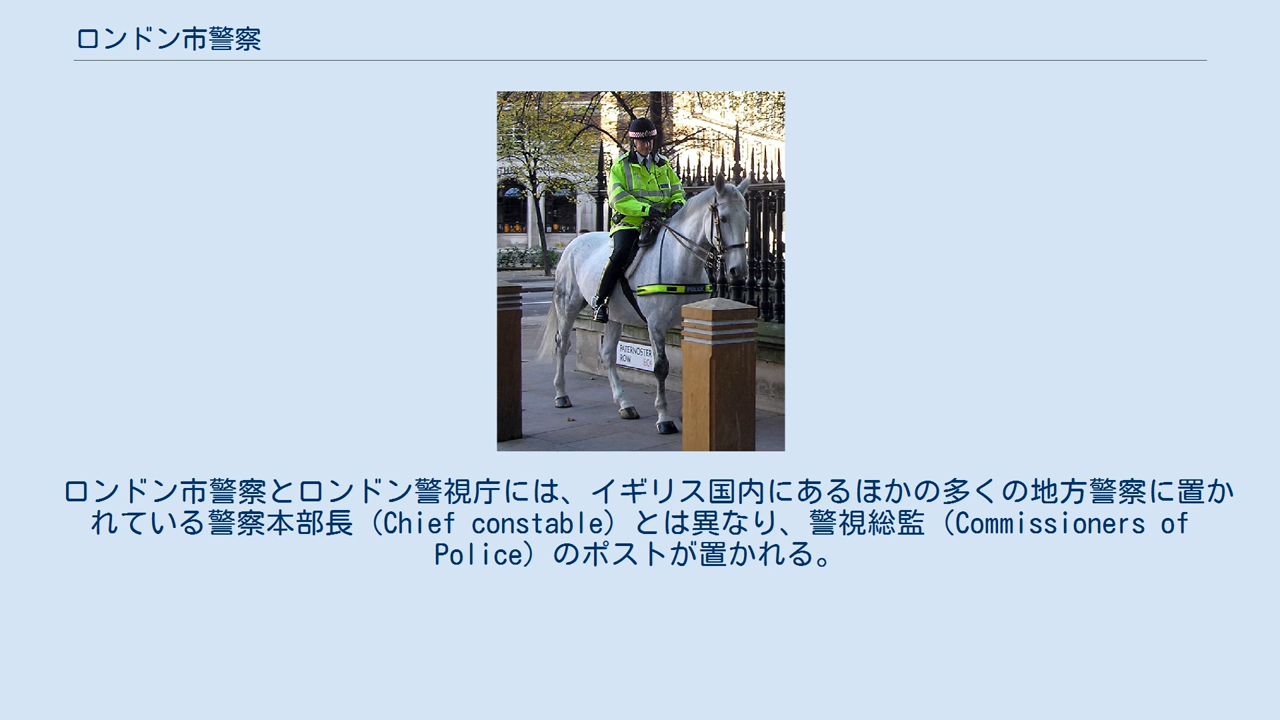 ロンドン市警察
POLICE
PATERNOSTER
ROW EC4
ロンドン市警察とロンドン警視庁には、イギリス国内にあるほかの多くの地方警察に置か
れている警察本部長（Chief constable）とは異なり、警視総監（Commissioners of
Police）のポストが置かれる。